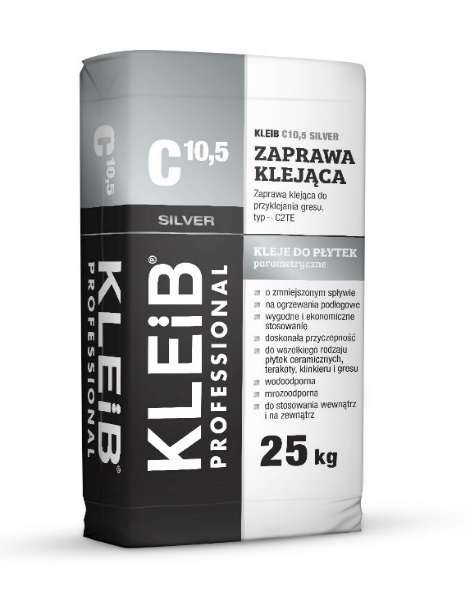 C10,5
SILVER
KLEiB®
PROFESSIONAL
KLEIB C10,5 SILVER
ZAPRAWA
KLEJĄCA
Zaprawa klejąca do
przyklejania gresu,
typ – C2TE
KLEJE DO PŁYTEK
parametryczne
o zmniejszonym spływie
na ogrzewania podłogowe
wygodne i ekonomiczne
stosowanie
doskonała przyczepność
do wszelkiego rodzaju
płytek ceramicznych,
terakoty, klinkieru i gresu
wodoodporna
mrozoodporna
do stosowania wewnątrz
i na zewnątrz
25 kg
C10,5
KLEiB®
PROFESSIONAL